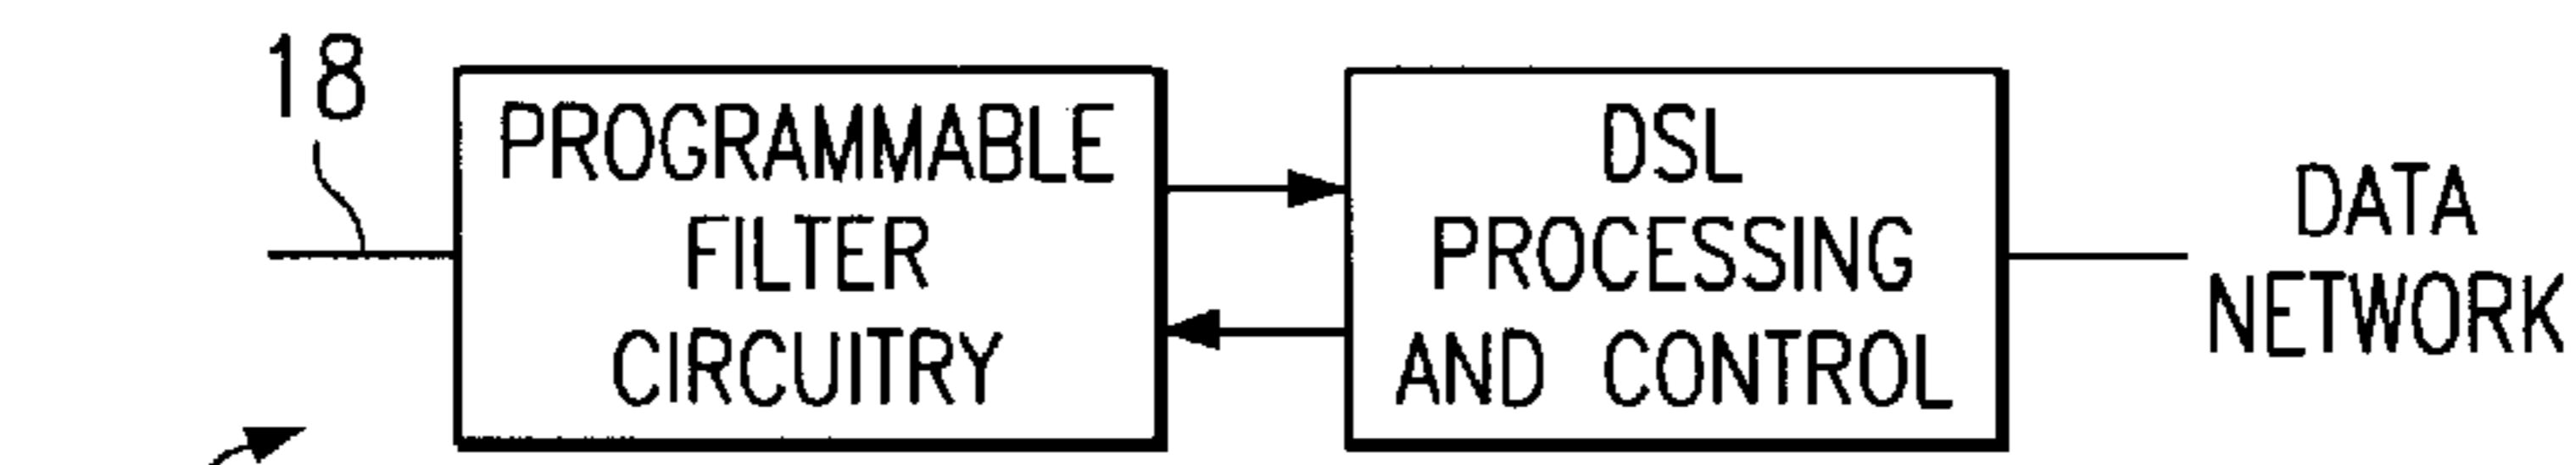 18
PROGRAMMABLE
FILTER
CIRCUITRY
DSL
PROCESSING
AND CONTROL
DATA
NETWORK